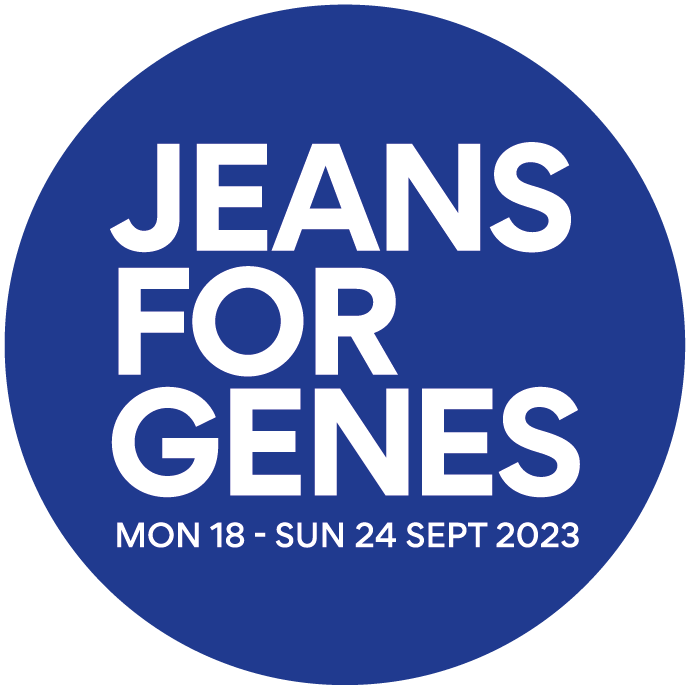 JEANS
FOR
GENES
MON 18 - SUN 24 SEPT 2023